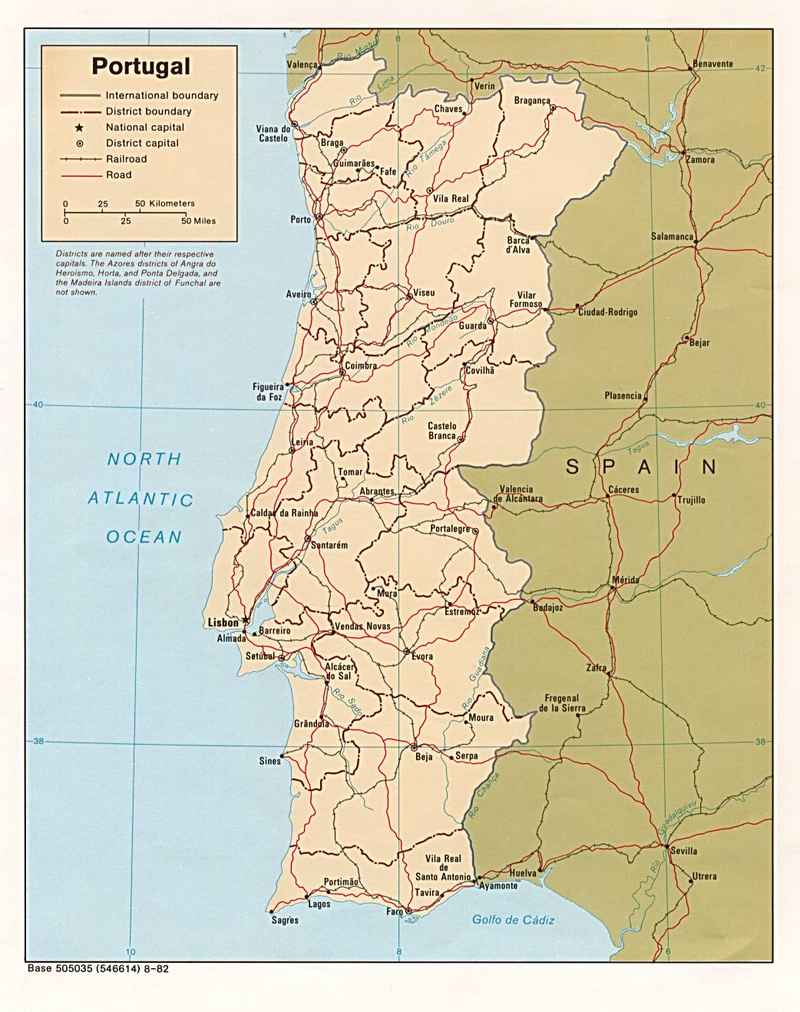 Portugal
International boundary
District boundary
National capital
District capital
Railroad
Road
0 25 50 Kilometers
0 25 50 Miles
Districts are named after their respective
capitals. The Azores districts of Angra do
Heroísmo, Horta, and Ponta Delgada, and
the Madeira Islands district of Funchal are
not shown.
8
6
42
42
Valença
Rio Minho
Benavente
Verin
Rio Lima
Bragança
Chaves
Viana do
Castelo
Braga
Rio Tâmega
Zamora
Guimarães
Fafe
Vila Real
Porto
Rio Douro
Barca
d'Alva
Salamanca
Aveiro
Viseu
Vilar
Formoso
Ciudad-Rodrigo
Guarda
Rio Mondego
Bejar
Coimbra
Covilhã
Figueira
da Foz
Plasencia
40
40
Rio Zêzere
Castelo
Branca
Leiria
Tagus
NORTH
ATLANTIC
OCEAN
SPAIN
Tomar
Abrantes
Valencia
de Alcántara
Cáceres
Trujillo
Caldas da Rainha
Tagus
Portalegre
Santarém
Mérida
Mora
Estremoz
Badajoz
Lisbon
Almada
Barreiro
Vendas Novas
Setúbal
Évora
Rio Guadiana
Zafra
Alcácer
do Sal
Rio Sado
Fregenal
de la Sierra
Moura
Grândola
38
38
Sines
Beja
Serpa
Rio Chança
Rio Guadalquivir
Sevilla
Vila Real
de
Santo Antonio
Huelva
Utrera
Ayamonte
Portimão
Tavira
Lagos
Faro
Sagres
Golfo de Cádiz
10
8
6
Base 505035 (546614) 8-82